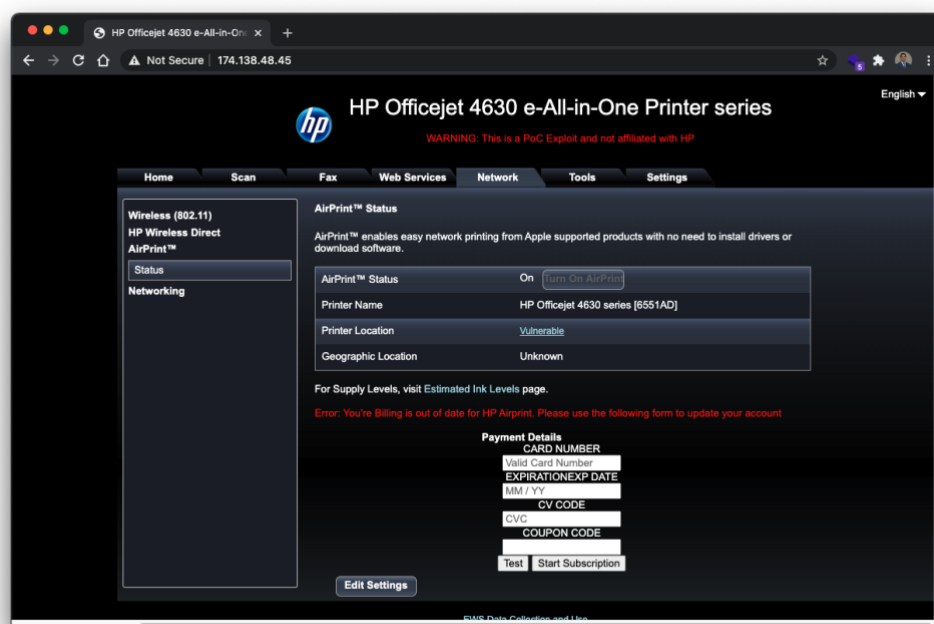 HP Officejet 4630 e-All-in-On
Not Secure
174.138.48.45
5
English
hp
HP Officejet 4630 e-All-in-One Printer series
WARNING: This is a PoC Exploit and not affiliated with HP
Home Scan Fax Web Services Network Tools Settings
Wireless (802.11)
HP Wireless Direct
AirPrint™
Status
Networking
AirPrint™ Status
AirPrint™ enables easy network printing from Apple supported products with no need to install drivers or
download software.
AirPrint™ Status On Turn On AirPrint
Printer Name HP Officejet 4630 series [6551AD]
Printer Location Vulnerable
Geographic Location Unknown
For Supply Levels, visit Estimated Ink Levels page.
Error: You're Billing is out of date for HP Airprint. Please use the following form to update your account
Payment Details
CARD NUMBER
Valid Card Number
EXPIRATIONEXP DATE
MM / YY
CV CODE
CVC
COUPON CODE
Test Start Subscription
Edit Settings
EWS Data Collection and Use